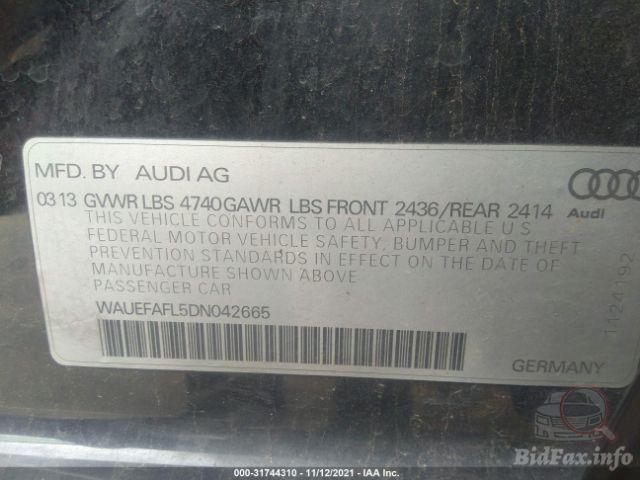 MFD. BY AUDI AG
03 13 GVWR LBS 4740 GAWR LBS FRONT 2436/REAR 2414
Audi
THIS VEHICLE CONFORMS TO ALL APPLICABLE U S
FEDERAL MOTOR VEHICLE SAFETY, BUMPER AND THEFT
PREVENTION STANDARDS IN EFFECT ON THE DATE
OF MANUFACTURE SHOWN ABOVE
PASSENGER CAR
WAUEFAFL5DN042665
1124192
GERMANY
BidFax.info
000-31744310 - 11/12/2021 - IAA Inc.